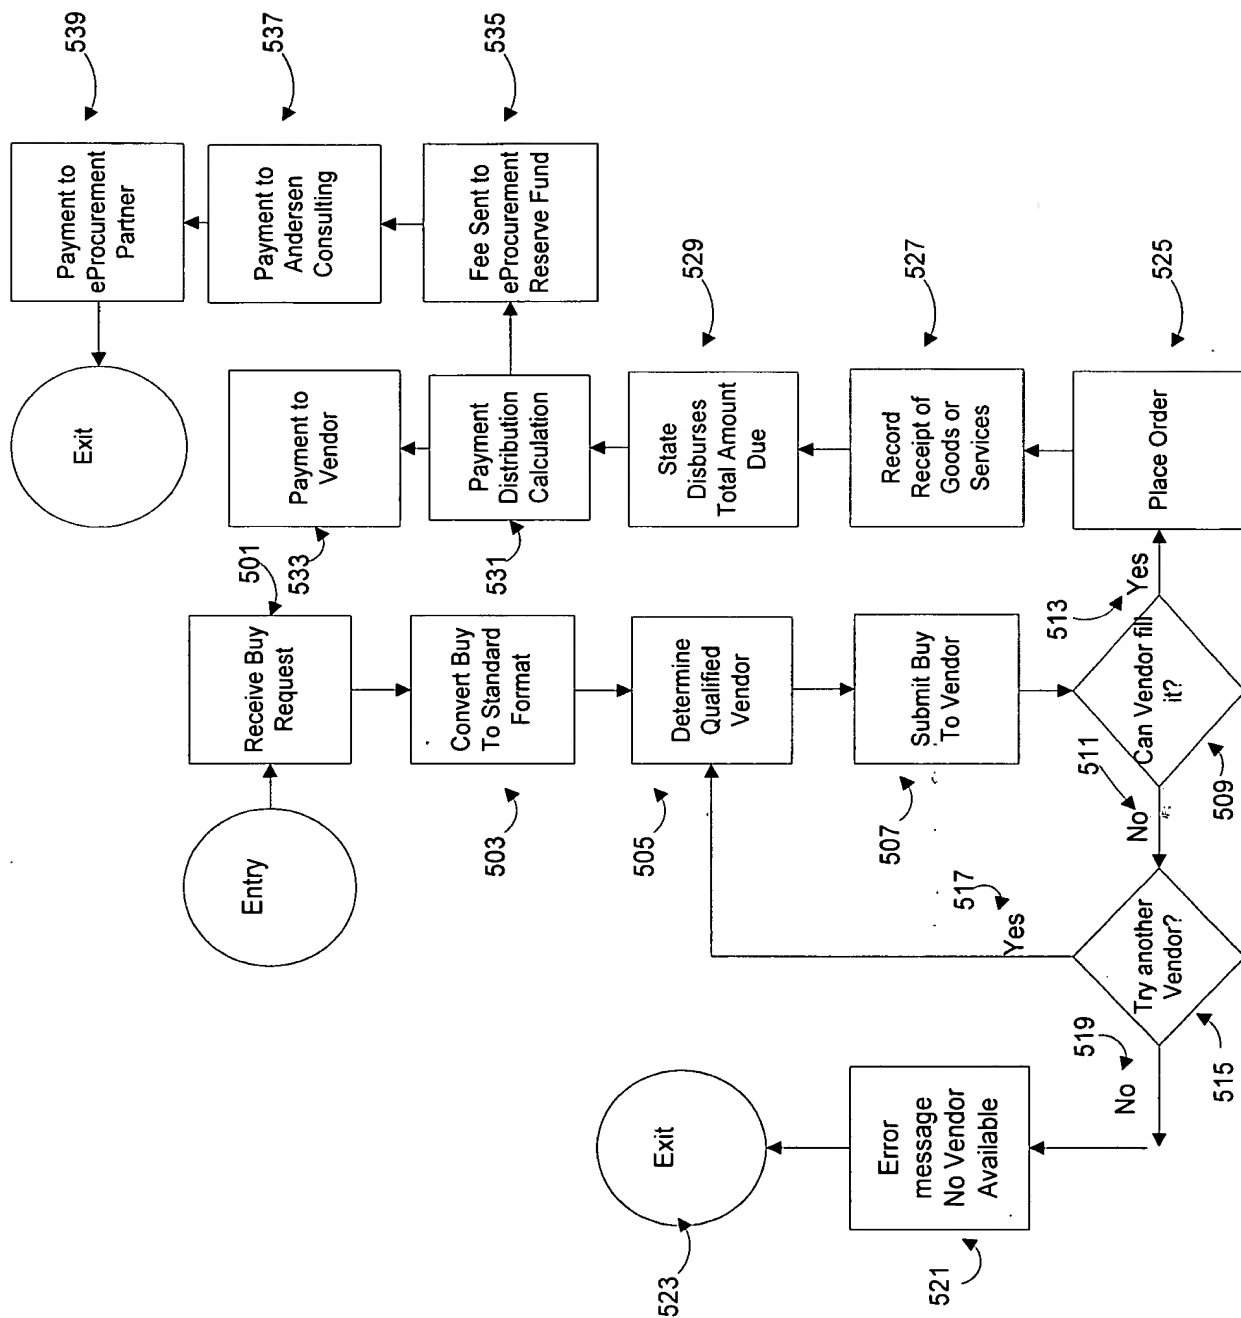 Entry
Receive Buy
Request
501
Convert Buy
To Standard
Format
503
Determine
Qualified
Vendor
505
Submit Buy
To Vendor
507
Can Vendor fill
it?
509
No
511
Yes
513
Try another
Vendor?
515
Yes
517
No
519
Error
message
No Vendor
Available
521
Exit
523
Place Order
525
Record
Receipt of
Goods or
Services
527
State
Disburses
Total Amount
Due
529
Payment
Distribution
Calculation
531
Payment to
Vendor
533
Fee Sent to
eProcurement
Reserve Fund
535
Payment to
Andersen
Consulting
537
Payment to
eProcurement
Partner
539
Exit